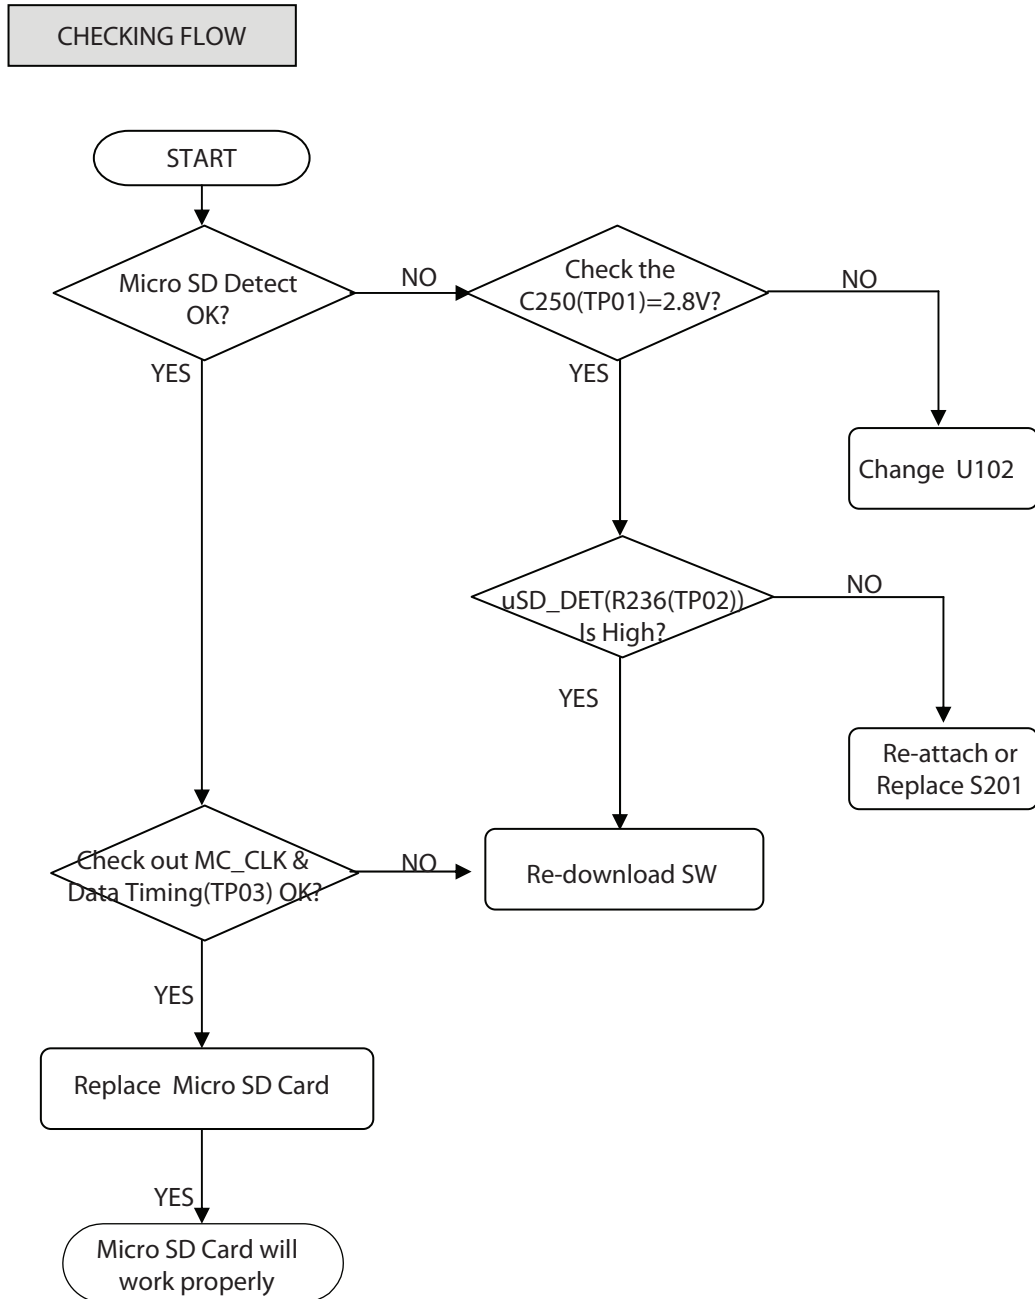 CHECKING FLOW
START
Micro SD Detect
OK?
NO
Check the
C250(TP01)=2.8V?
NO
YES
YES
Change U102
uSD_DET(R236(TP02))
Is High?
NO
YES
Re-attach or
Replace S201
Check out MC_CLK &
Data Timing(TP03) OK?
NO
Re-download SW
YES
Replace Micro SD Card
YES
Micro SD Card will
work properly